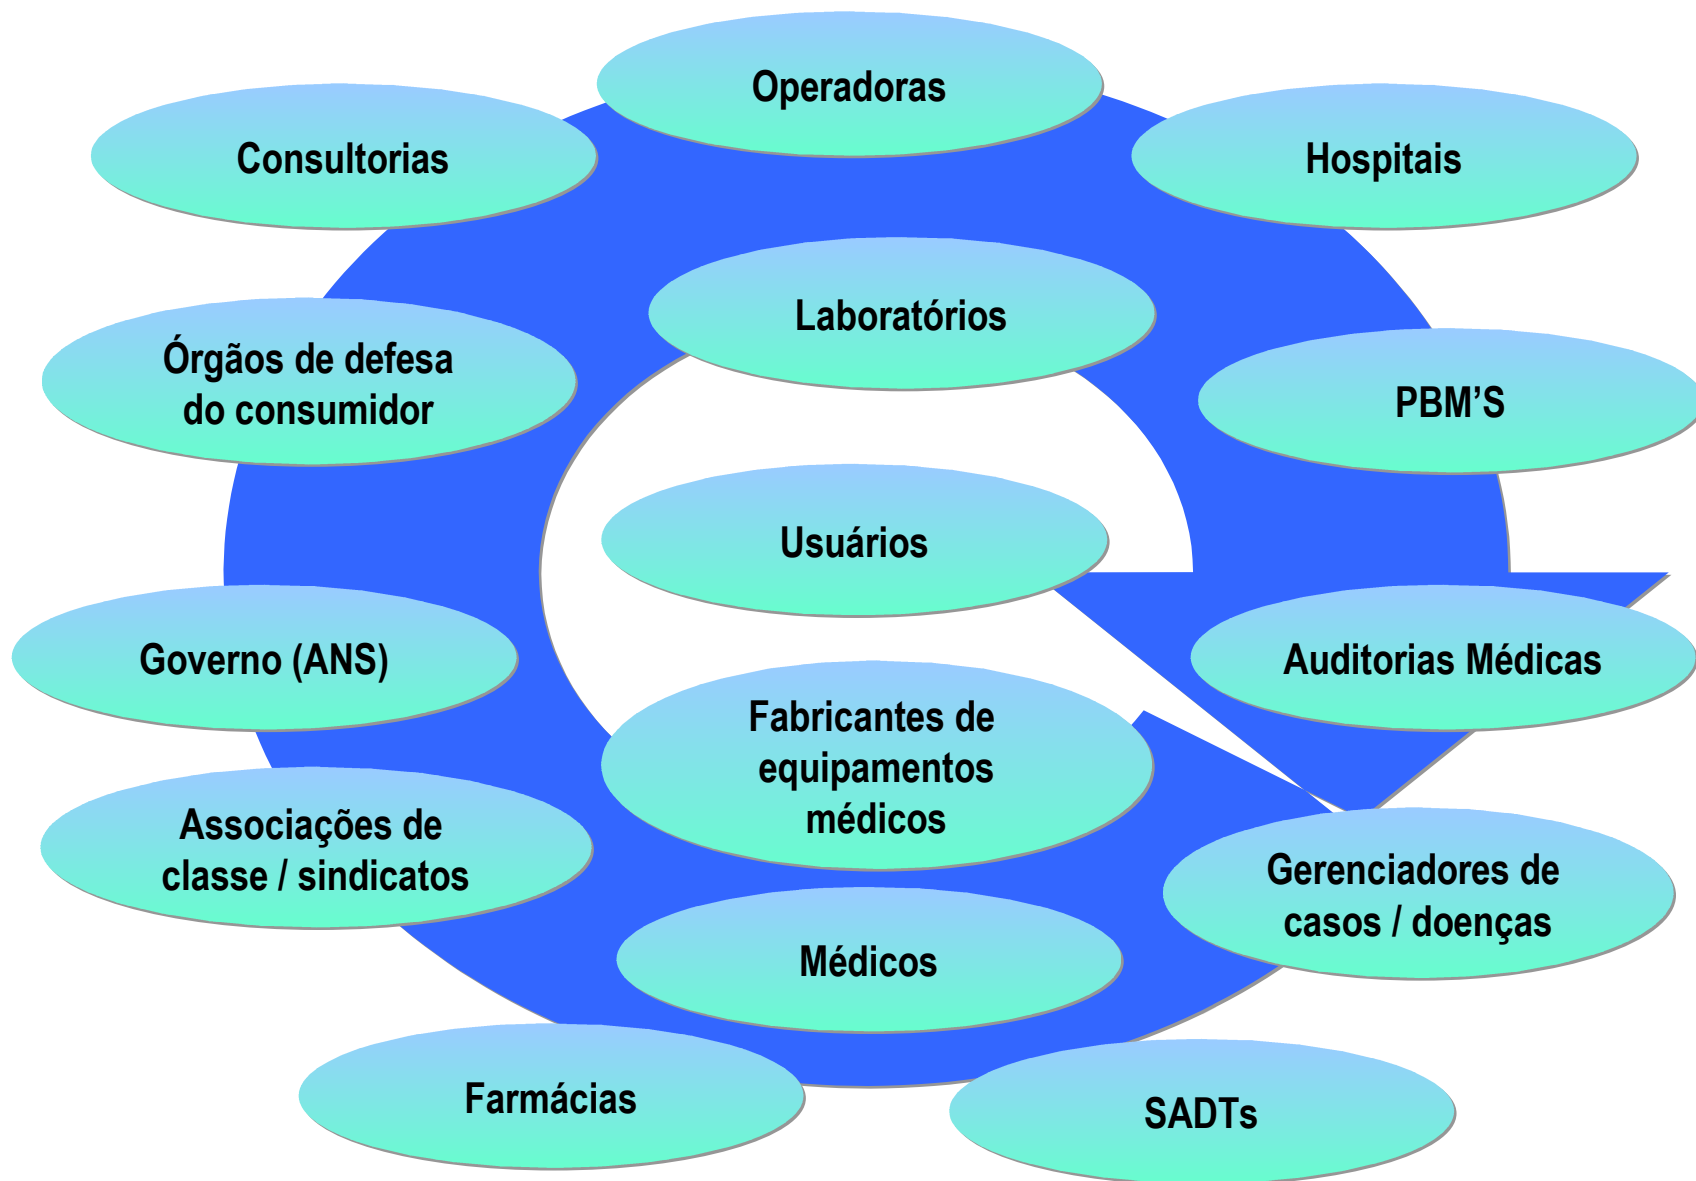 Operadoras
Consultorias
Hospitais
Laboratórios
Órgãos de defesa
do consumidor
PBM’S
Usuários
Governo (ANS)
Auditorias Médicas
Fabricantes de
equipamentos
médicos
Associações de
classe / sindicatos
Gerenciadores de
casos / doenças
Médicos
Farmácias
SADTs